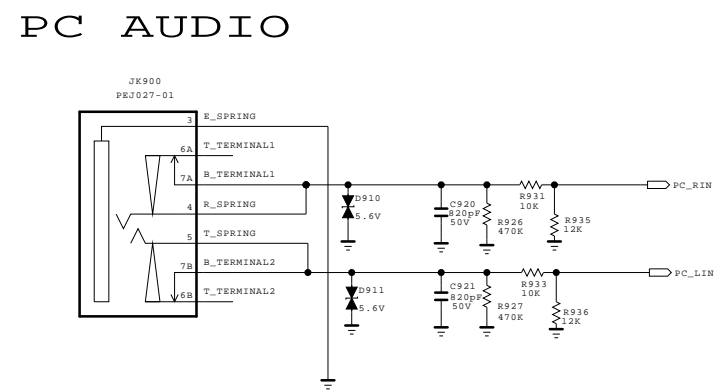 PC AUDIO
JK900
PEJ027-01
3 E_SPRING
6A T_TERMINAL1
7A B_TERMINAL1
4 R_SPRING
5 T_SPRING
7B B_TERMINAL2
6B T_TERMINAL2
D910
5.6V
C920
820pF
50V
R926
470K
R931
10K
R935
12K
PC_RIN
D911
5.6V
C921
820pF
50V
R927
470K
R933
10K
R936
12K
PC_LIN